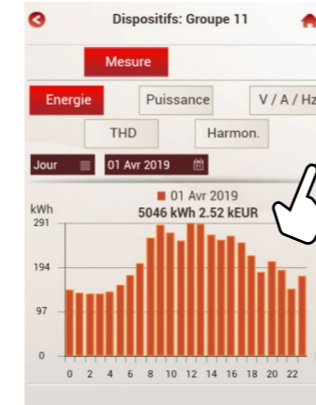 Dispositifs: Groupe 11
Mesure
Energie Puissance V / A / Hz
THD Harmon.
Jour 01 Avr 2019
01 Avr 2019
kWh 5046 kWh 2.52 kEUR
291
194
97
0
0 2 4 6 8 10 12 14 16 18 20 22